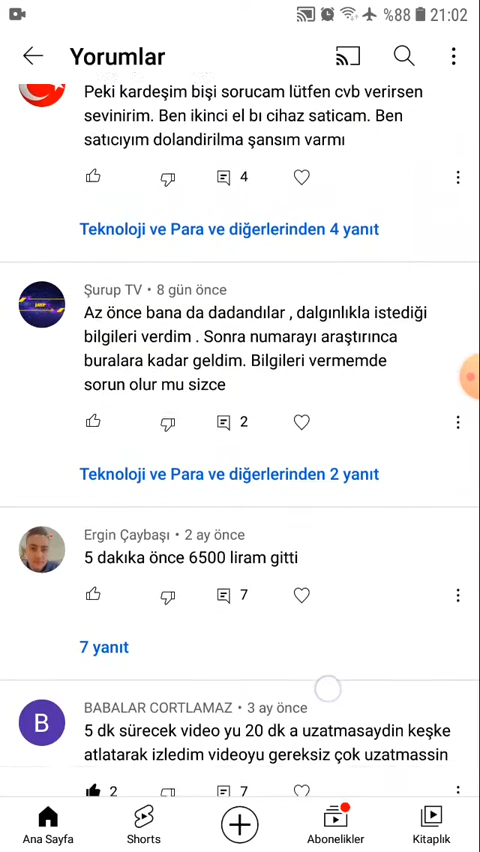 %88 21:02
Yorumlar
Peki kardeşim bişi sorucam lütfen cvb verirsen
sevinirim. Ben ikinci el bı cihaz saticam. Ben
satıcıyım dolandirilma şansım varmı
4
Teknoloji ve Para ve diğerlerinden 4 yanıt
Şurup TV • 8 gün önce
Az önce bana da dadandılar , dalgınlıkla istediği
bilgileri verdim . Sonra numarayı araştırınca
buralara kadar geldim. Bilgileri vermemde
sorun olur mu sizce
2
Teknoloji ve Para ve diğerlerinden 2 yanıt
Ergin Çaybaşı • 2 ay önce
5 dakıka önce 6500 liram gitti
7
7 yanıt
B
BABALAR CORTLAMAZ • 3 ay önce
5 dk sürecek video yu 20 dk a uzatmasaydin keşke
atlatarak izledim videoyu gereksiz çok uzatmassin
2 7
Ana Sayfa Shorts Abonelikler Kitaplık